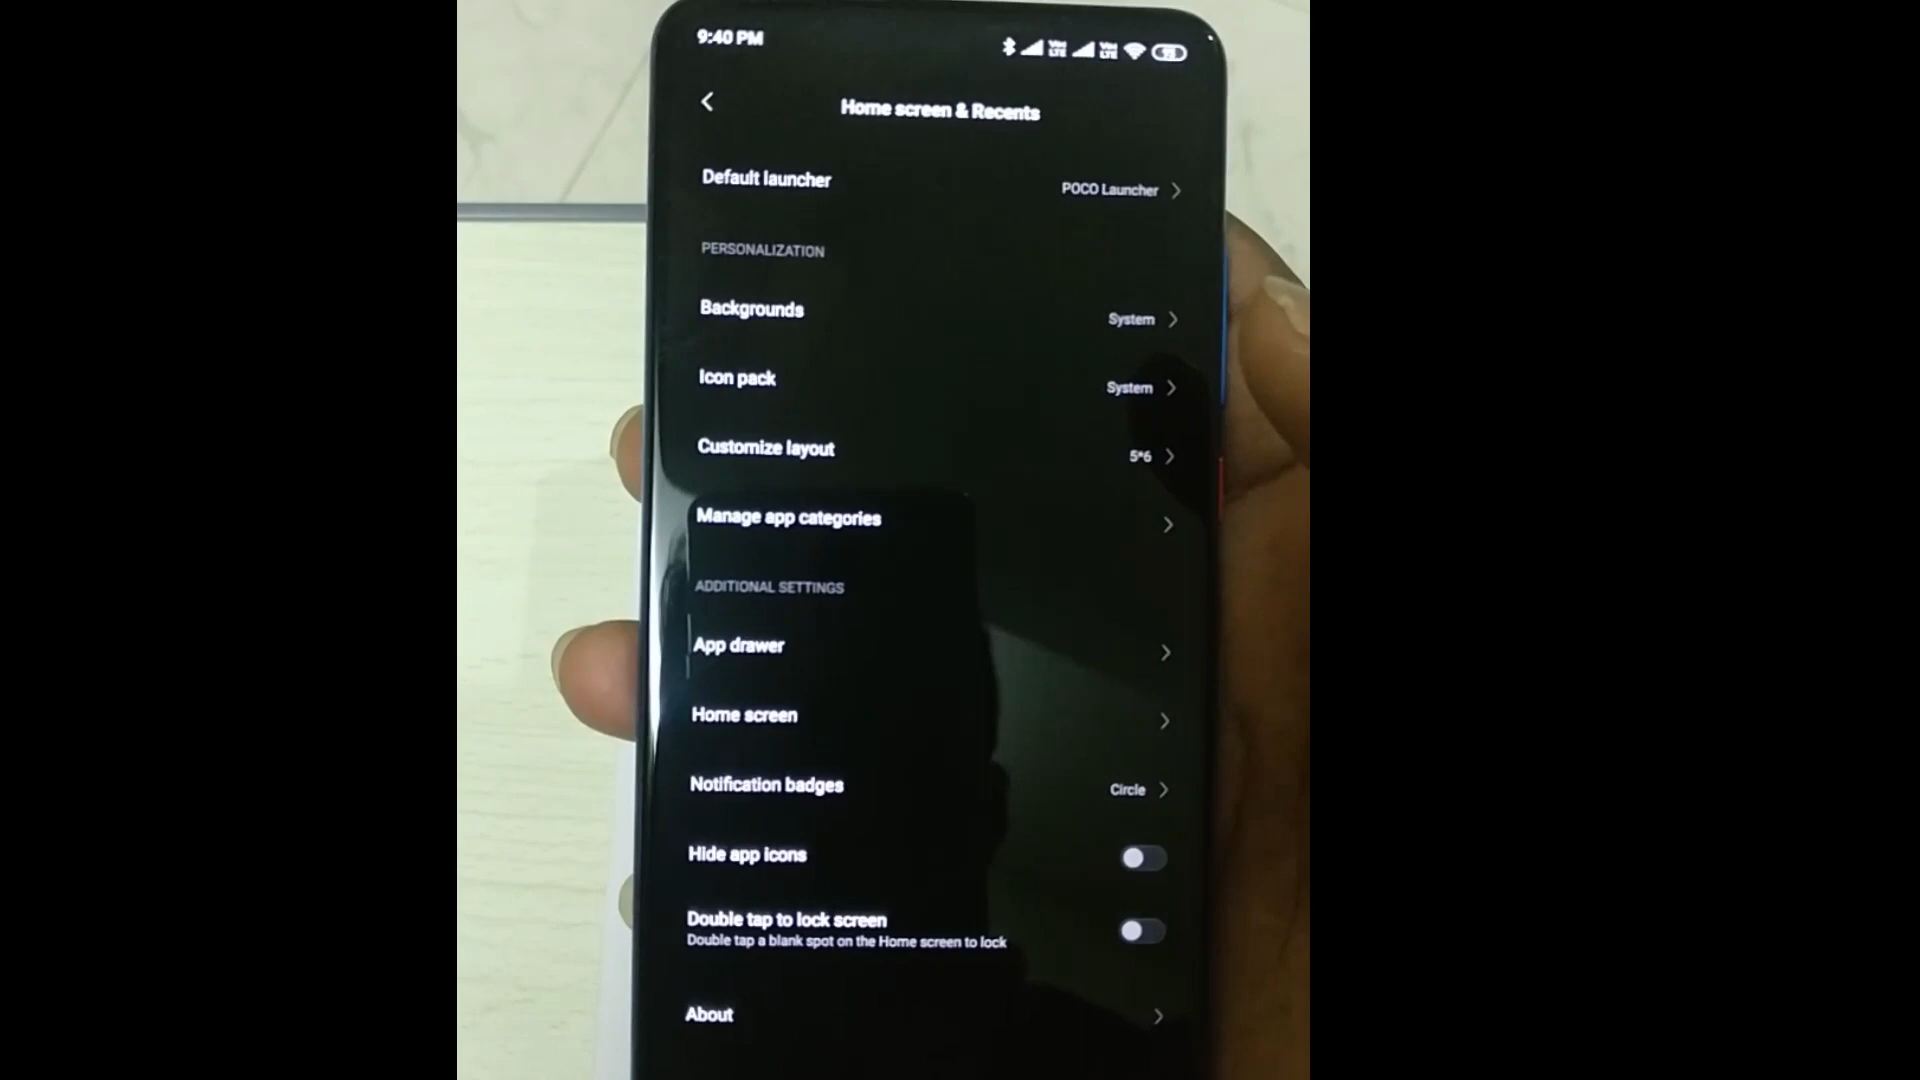 9:40 PM
Home screen & Recents
Default launcher
POCO Launcher
PERSONALIZATION
Backgrounds
System
Icon pack
System
Customize layout
5*6
Manage app categories
ADDITIONAL SETTINGS
App drawer
Home screen
Notification badges
Circle
Hide app icons
Double tap to lock screen
Double tap a blank spot on the Home screen to lock
About